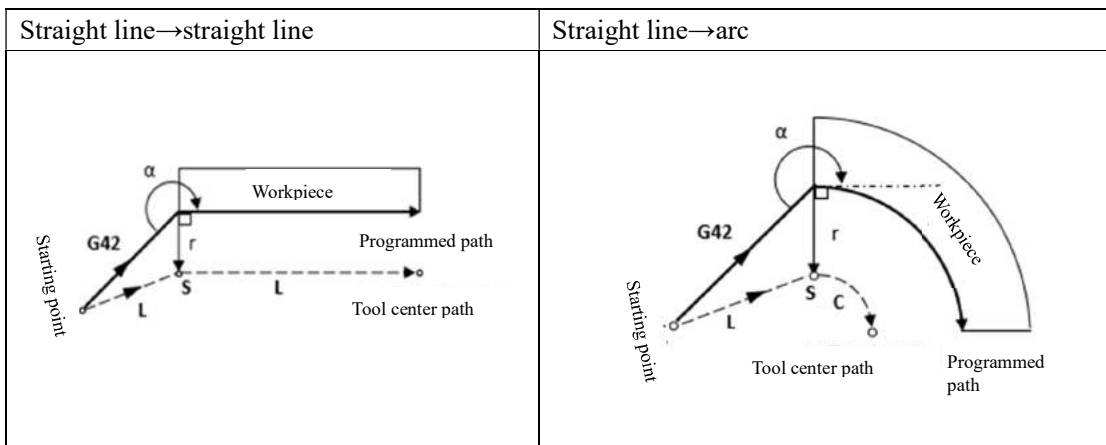 Straight line→straight line
Straight line→arc
α
Workpiece
G42
r
Programmed path
Starting point
S
L
L
Tool center path
α
Workpiece
G42
r
Starting point
S
L
C
Tool center path
Programmed
path